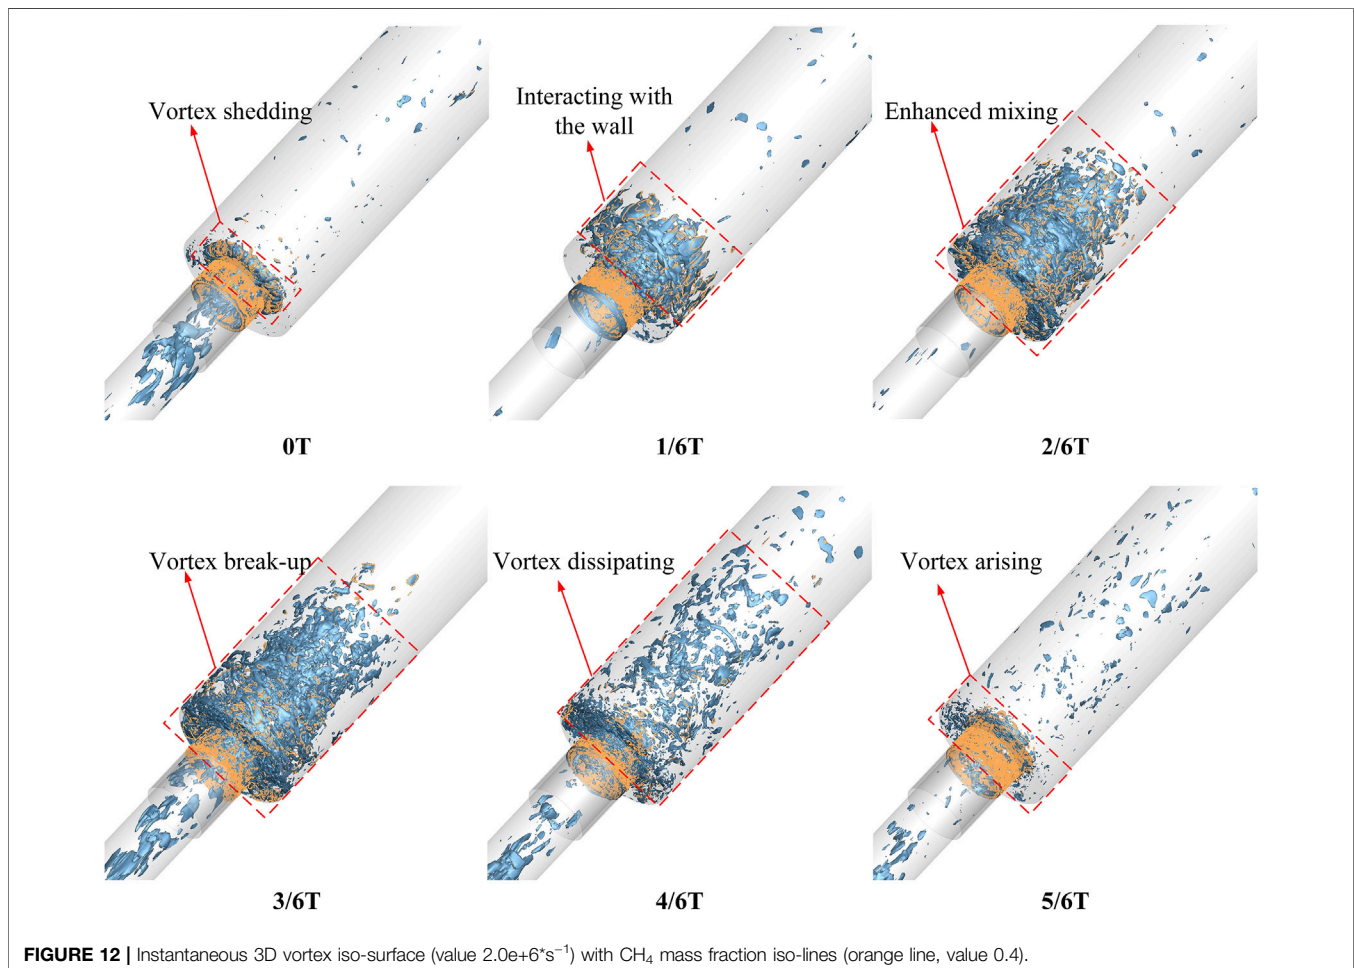 Vortex shedding
Interacting with
the wall
Enhanced mixing
0T
1/6T
2/6T
Vortex break-up
Vortex dissipating
Vortex arising
3/6T
4/6T
5/6T
FIGURE 12 | Instantaneous 3D vortex iso-surface (value 2.0e+6*s⁻¹) with CH₄ mass fraction iso-lines (orange line, value 0.4).